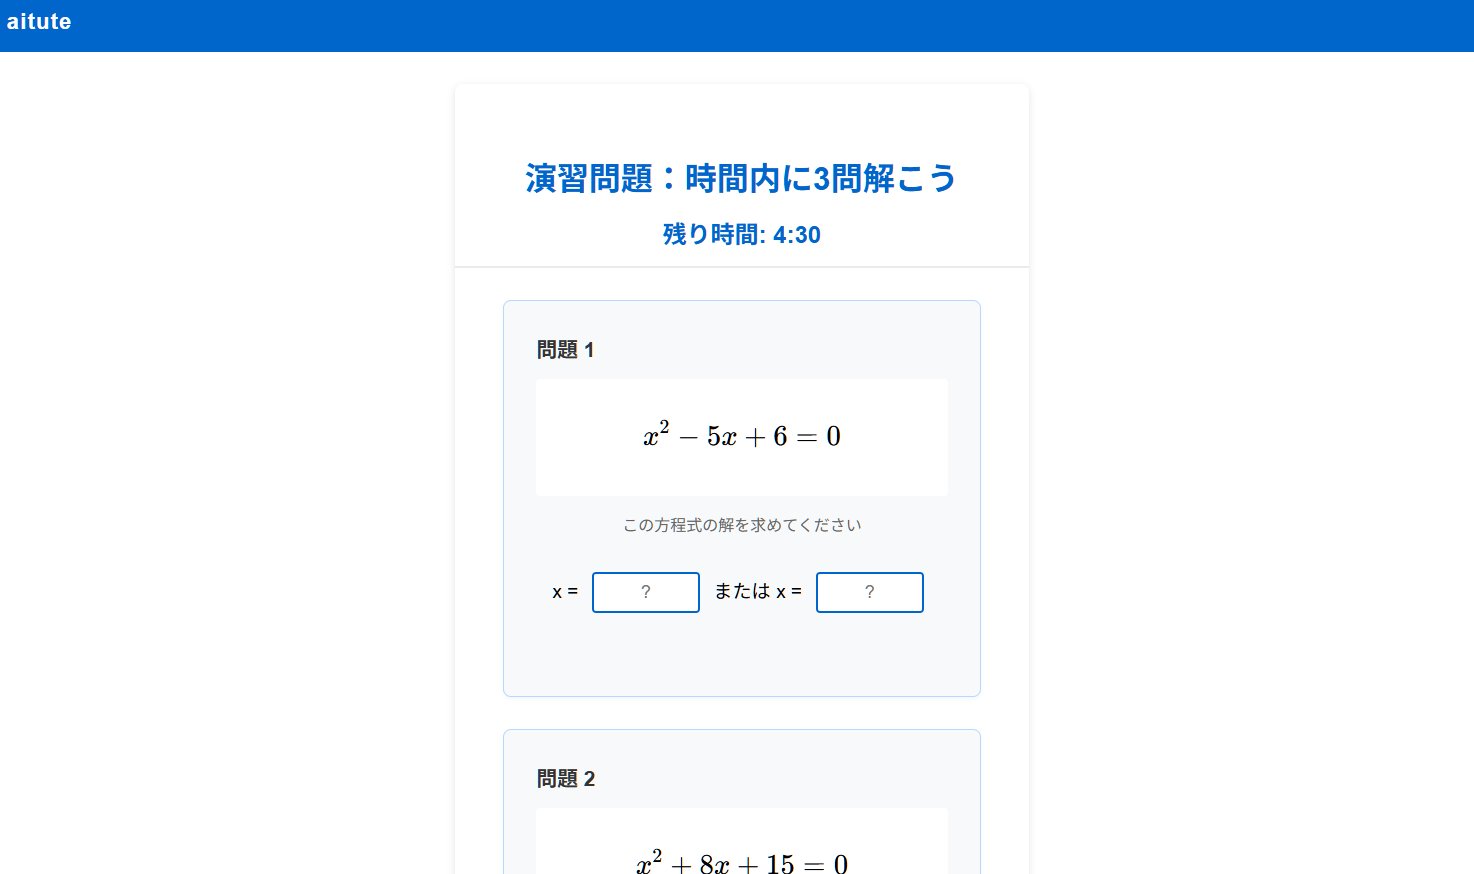 aitute
演習問題：時間内に3問解こう
残り時間: 4:30
問題 1
x² − 5x + 6 = 0
この方程式の解を求めてください
x = ? または x = ?
問題 2
x² + 8x + 15 = 0